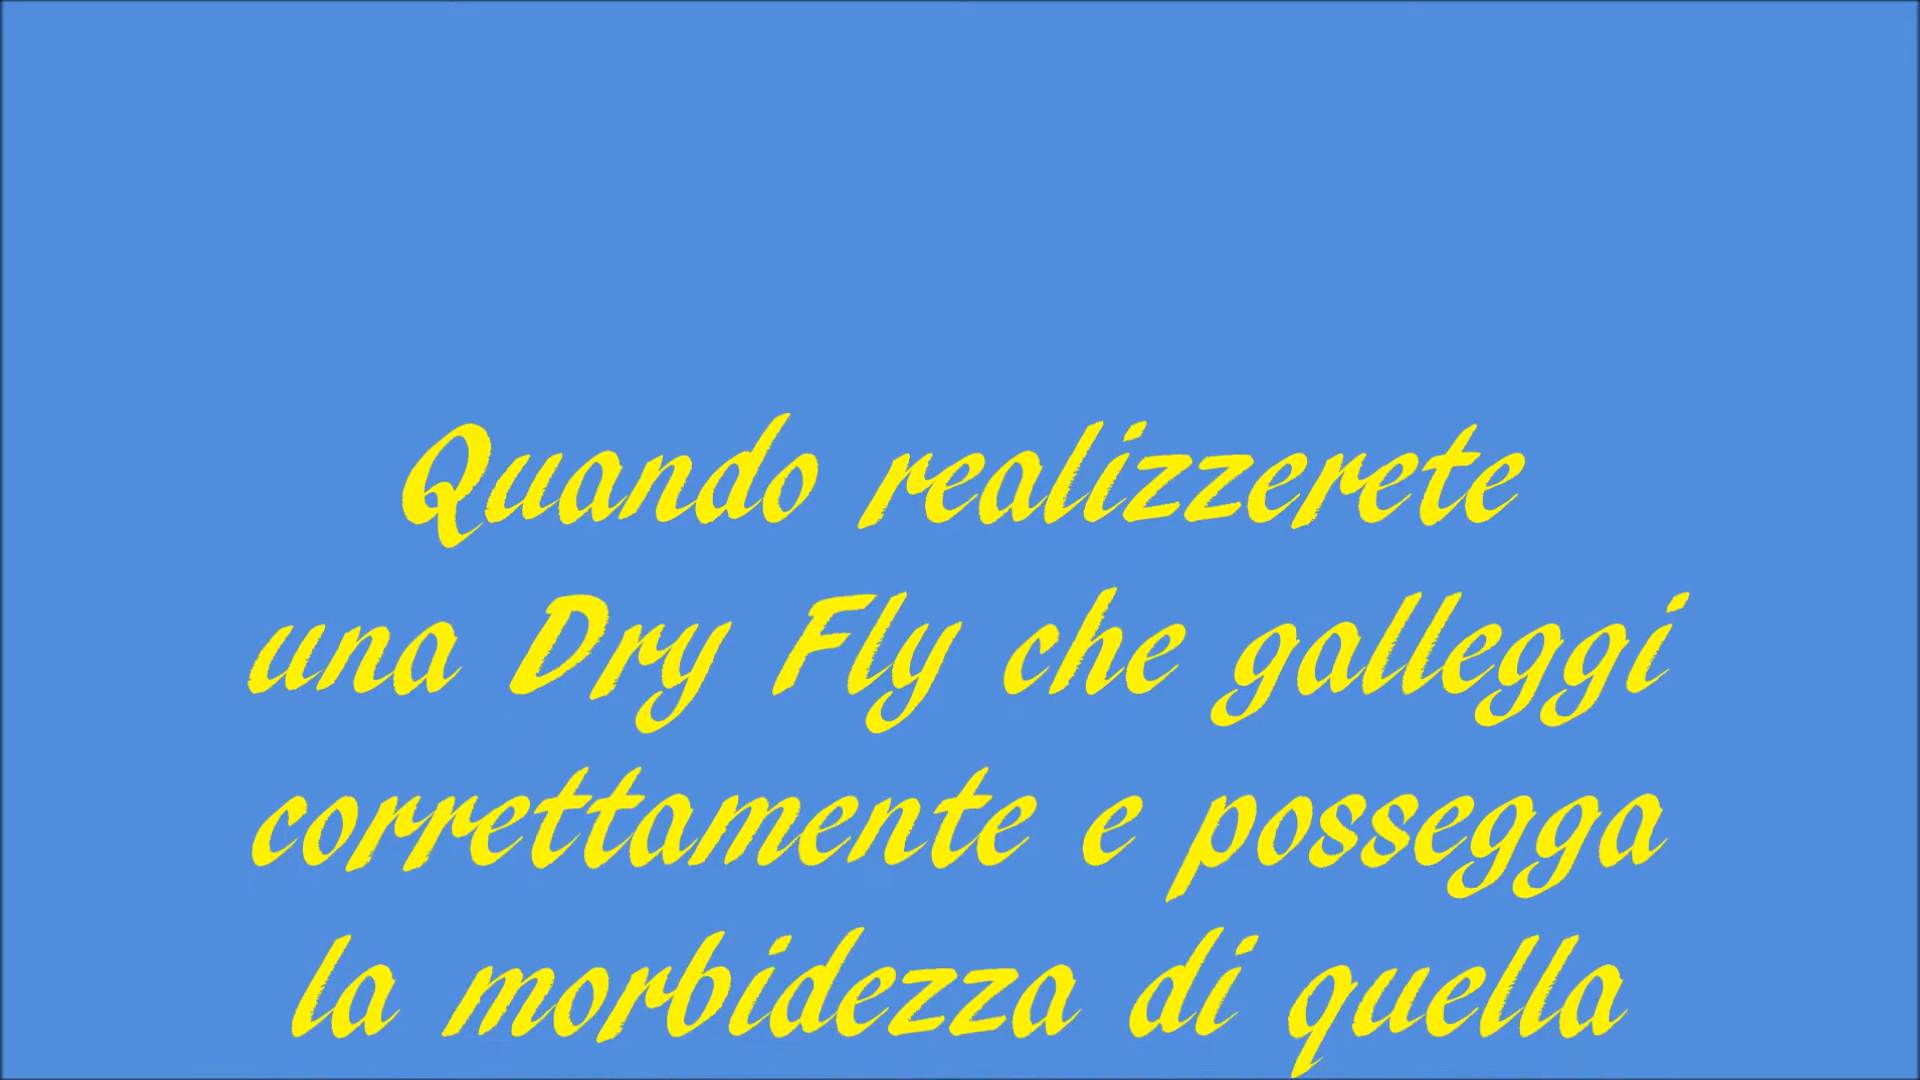 Quando realizzerete
una Dry Fly che galleggi
correttamente e possegga
la morbidezza di quella